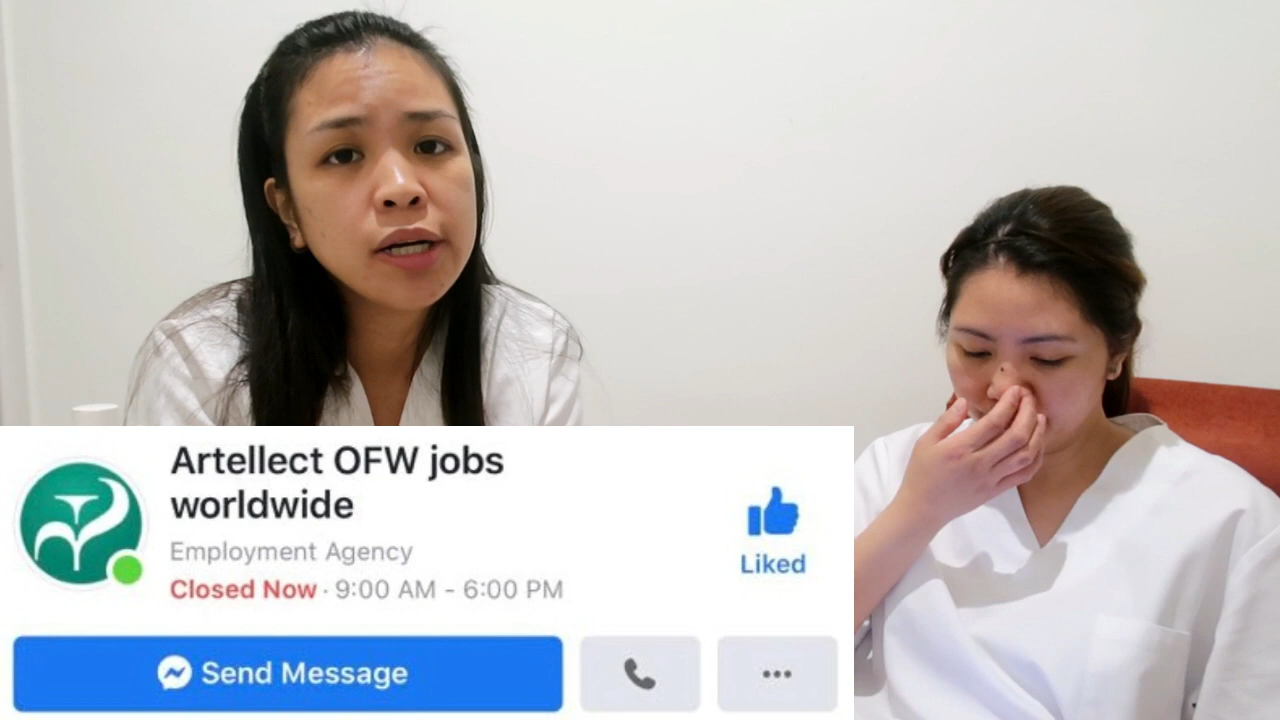 Artellect OFW jobs
worldwide
Employment Agency
Closed Now · 9:00 AM - 6:00 PM
Liked
Send Message